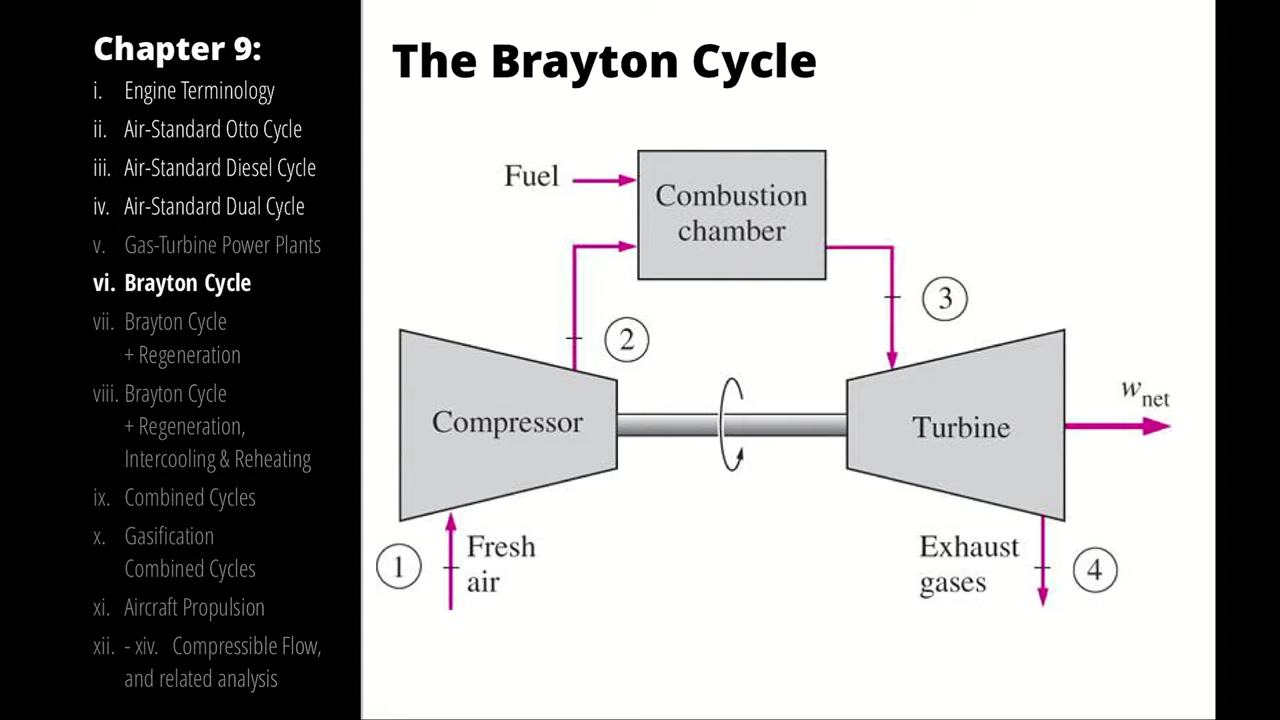 Chapter 9:
i. Engine Terminology
ii. Air-Standard Otto Cycle
iii. Air-Standard Diesel Cycle
iv. Air-Standard Dual Cycle
v. Gas-Turbine Power Plants
vi. Brayton Cycle
vii. Brayton Cycle
+ Regeneration
viii. Brayton Cycle
+ Regeneration,
Intercooling & Reheating
ix. Combined Cycles
x. Gasification
Combined Cycles
xi. Aircraft Propulsion
xii. - xiv. Compressible Flow,
and related analysis
The Brayton Cycle
Fuel
Combustion
chamber
2
3
Compressor
Turbine
wnet
1
Fresh
air
Exhaust
gases
4